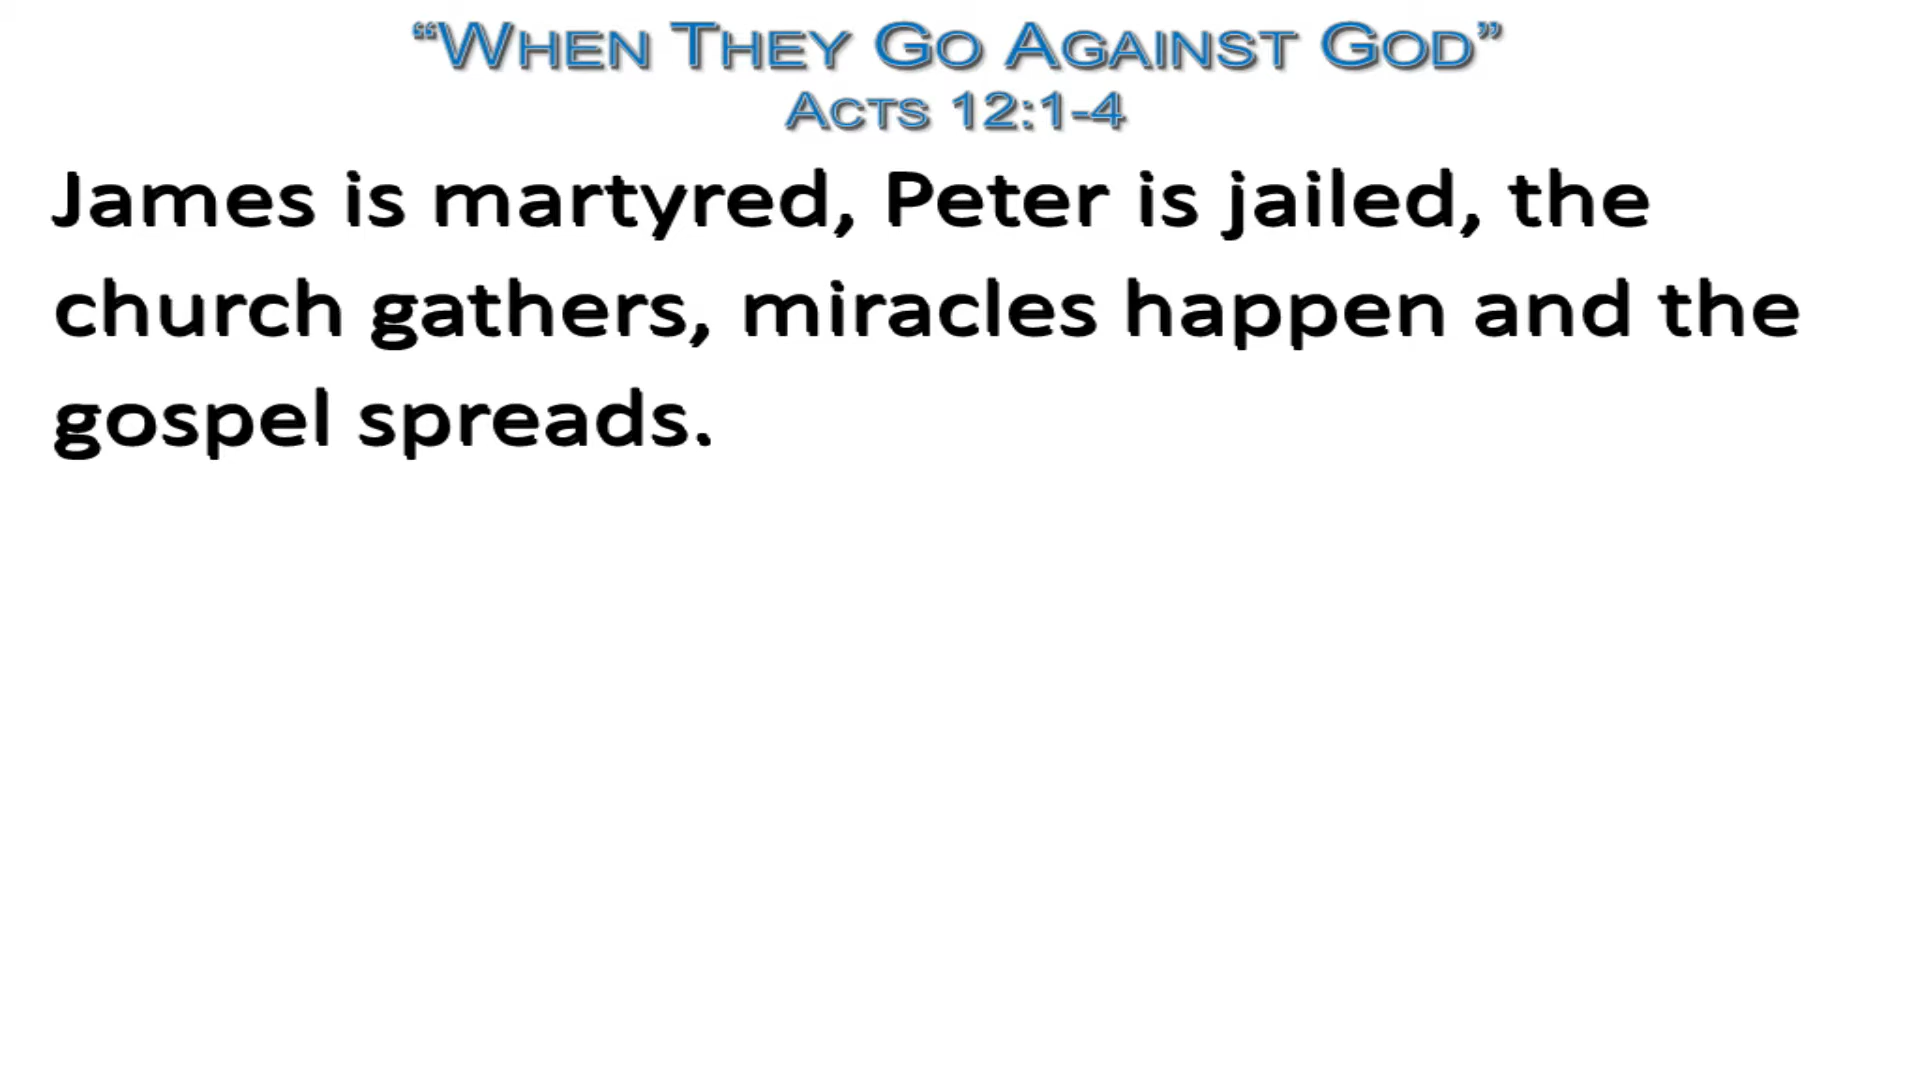 “When They Go Against God”
Acts 12:1-4
James is martyred, Peter is jailed, the
church gathers, miracles happen and the
gospel spreads.